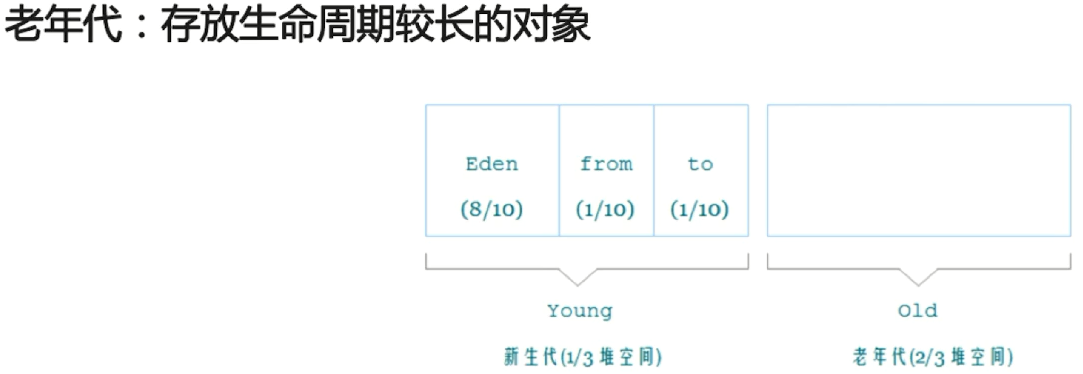 老年代：存放生命周期较长的对象
Eden from to
(8/10) (1/10) (1/10)
Young Old
新生代(1/3堆空间) 老年代(2/3堆空间)